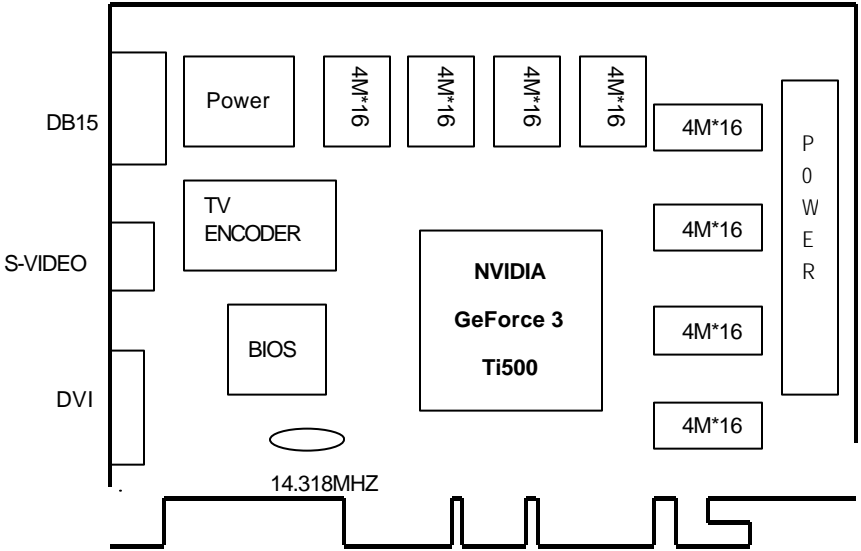 DB15
Power
4M*16
4M*16
4M*16
4M*16
4M*16
P
0
W
E
R
TV
ENCODER
S-VIDEO
4M*16
NVIDIA
GeForce 3
Ti500
BIOS
4M*16
DVI
4M*16
14.318MHZ